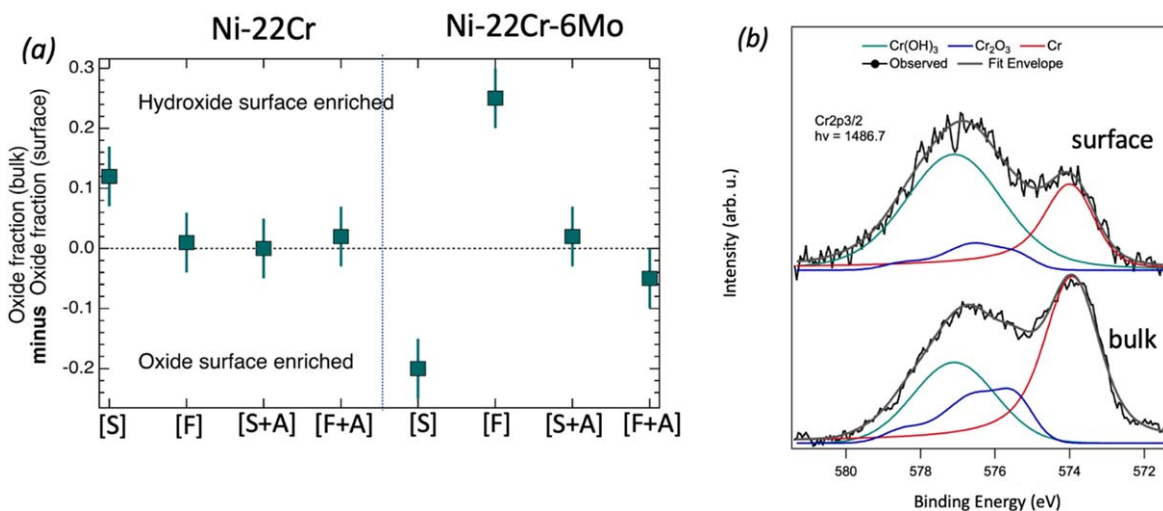 Ni-22Cr
Ni-22Cr-6Mo
(a)
Oxide fraction (bulk)
minus Oxide fraction (surface)
0.3
0.2
0.1
0.0
-0.1
-0.2
Hydroxide surface enriched
Oxide surface enriched
[S] [F] [S+A] [F+A] [S] [F] [S+A] [F+A]
(b)
Cr(OH)₃ Cr₂O₃ Cr
Observed Fit Envelope
Cr2p3/2
hν = 1486.7
surface
bulk
Intensity (arb. u.)
580 578 576 574 572
Binding Energy (eV)